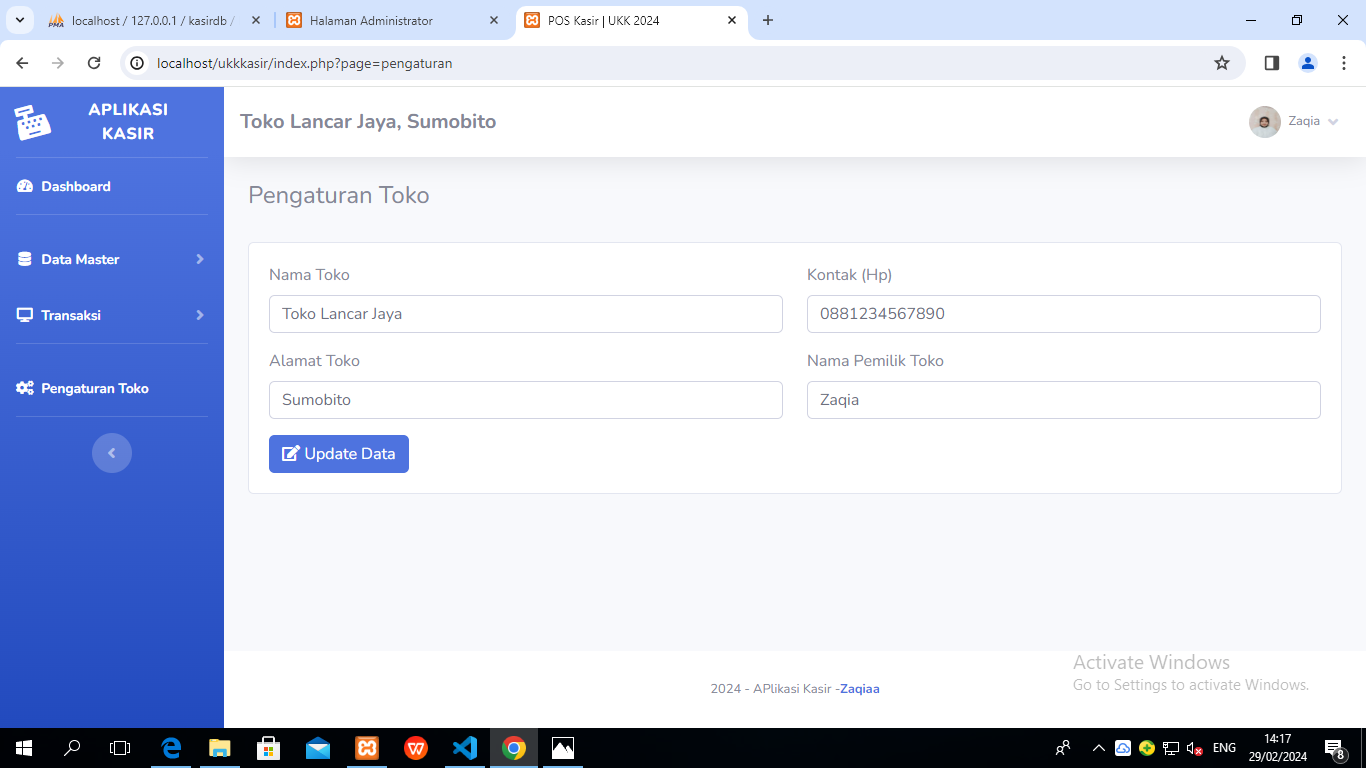 localhost / 127.0.0.1 / kasirdb /
Halaman Administrator
POS Kasir | UKK 2024
localhost/ukkkasir/index.php?page=pengaturan
APLIKASI
KASIR
Toko Lancar Jaya, Sumobito
Zaqia
Dashboard
Pengaturan Toko
Data Master
Nama Toko
Kontak (Hp)
Toko Lancar Jaya
0881234567890
Transaksi
Alamat Toko
Nama Pemilik Toko
Pengaturan Toko
Sumobito
Zaqia
Update Data
Activate Windows
Go to Settings to activate Windows.
2024 - APlikasi Kasir -Zaqiaa
ENG
14:17
29/02/2024
8